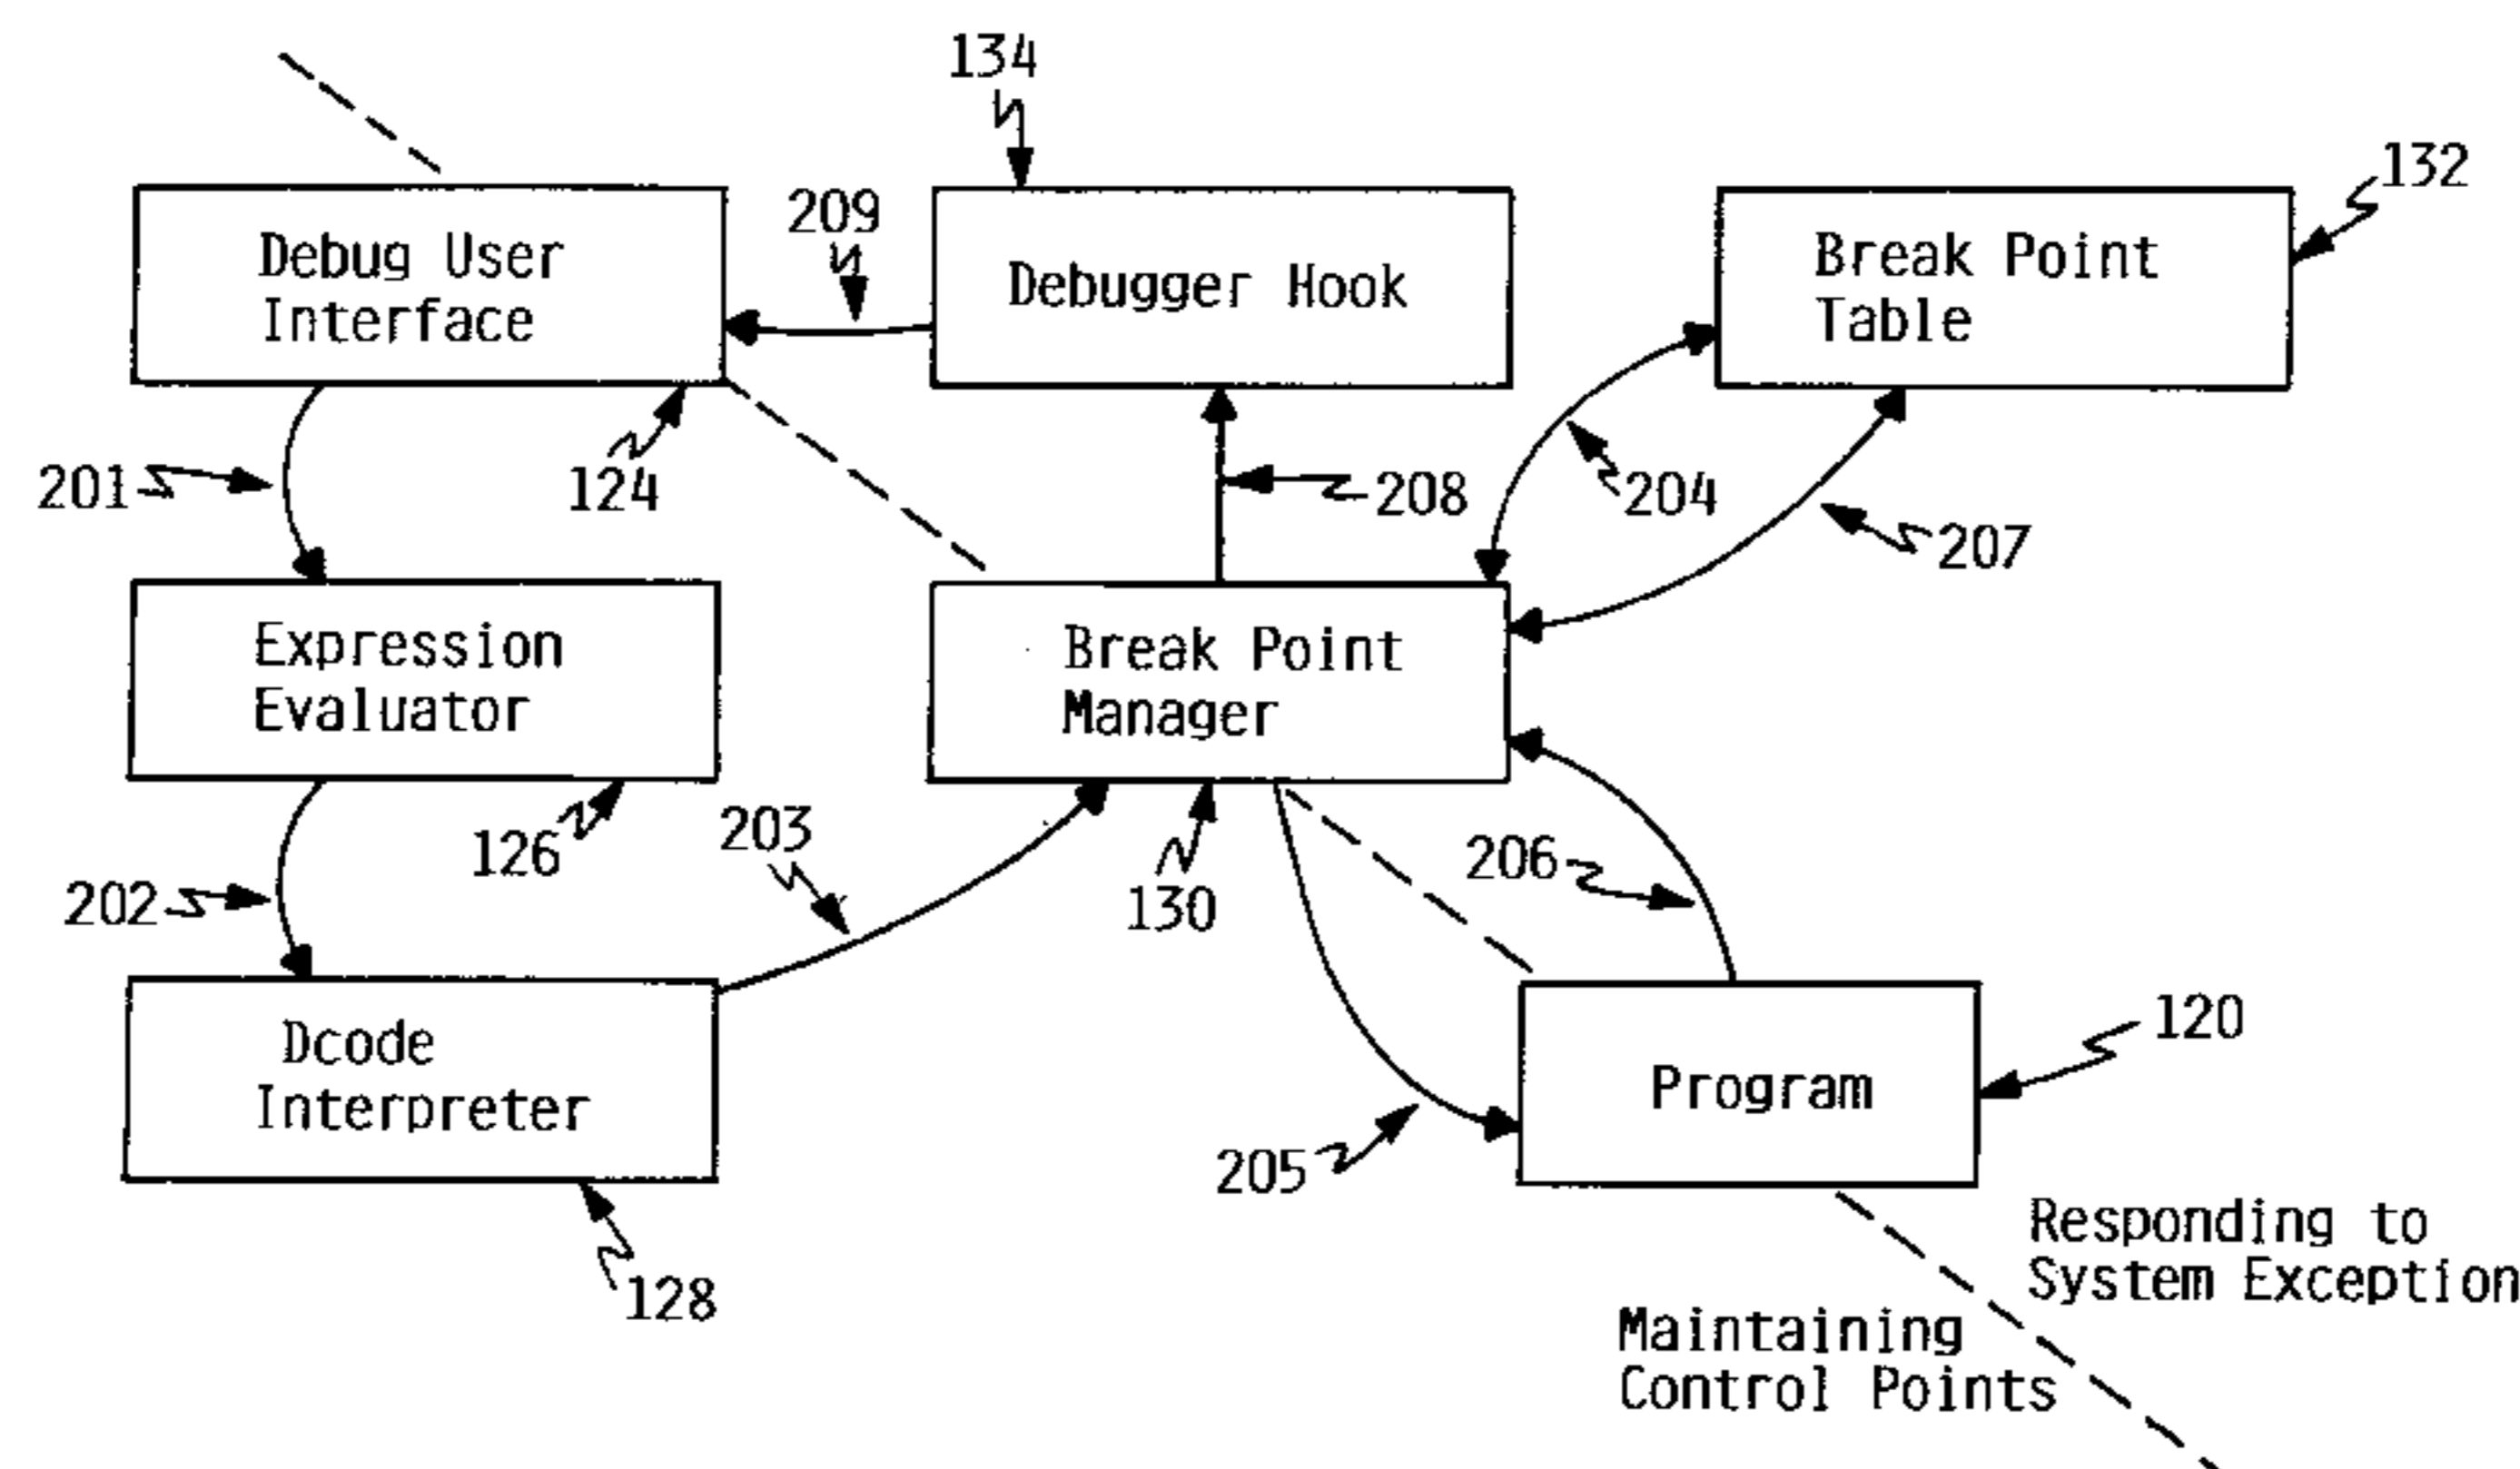 134
132
209
Debug User
Interface
Debugger Hook
Break Point
Table
201
124
208
204
207
Expression
Evaluator
Break Point
Manager
126
203
130
206
202
Dcode
Interpreter
Program
120
205
128
Responding to
System Exception
Maintaining
Control Points